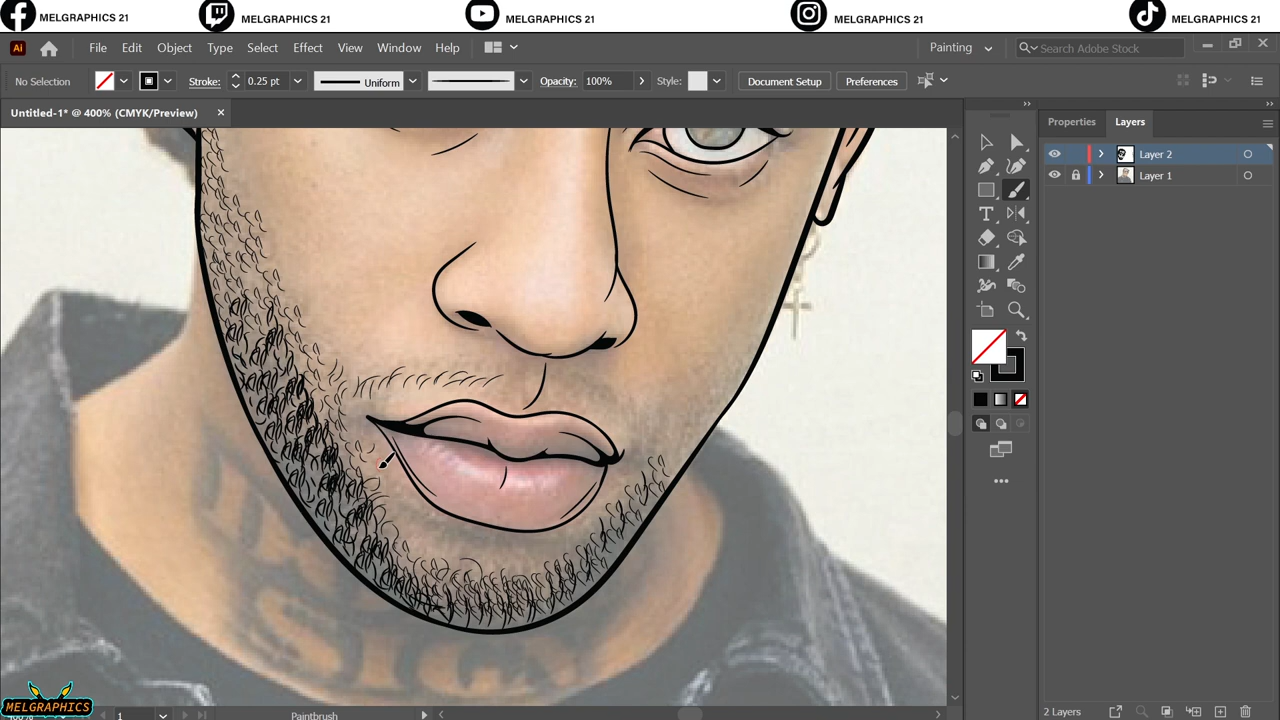 MELGRAPHICS 21 MELGRAPHICS 21 MELGRAPHICS 21 MELGRAPHICS 21 MELGRAPHICS 21
Ai File Edit Object Type Select Effect View Window Help Painting Search Adobe Stock
No Selection Stroke: 0.25 pt Uniform Opacity: 100% Style: Document Setup Preferences
Untitled-1* @ 400% (CMYK/Preview)
Properties Layers
Layer 2
Layer 1
SIGN
MELGRAPHICS
1 Paintbrush 2 Layers